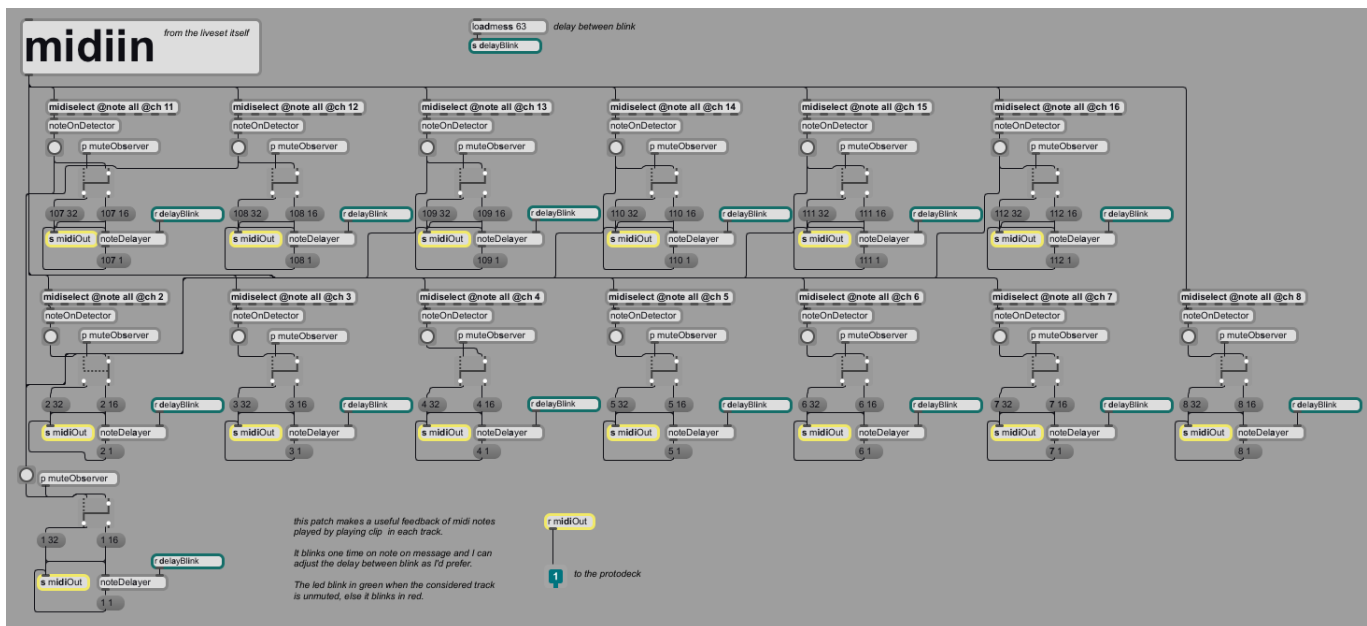 midiin
from the liveset itself
loadmess 63
delay between blink
s delayBlink
midiselect @note all @ch 11
midiselect @note all @ch 12
midiselect @note all @ch 13
midiselect @note all @ch 14
midiselect @note all @ch 15
midiselect @note all @ch 16
noteOnDetector
noteOnDetector
noteOnDetector
noteOnDetector
noteOnDetector
noteOnDetector
p muteObserver
p muteObserver
p muteObserver
p muteObserver
p muteObserver
p muteObserver
107 32
107 16
r delayBlink
108 32
108 16
r delayBlink
109 32
109 16
r delayBlink
110 32
110 16
r delayBlink
111 32
111 16
r delayBlink
112 32
112 16
r delayBlink
s midiOut
noteDelayer
s midiOut
noteDelayer
s midiOut
noteDelayer
s midiOut
noteDelayer
s midiOut
noteDelayer
s midiOut
noteDelayer
107 1
108 1
109 1
110 1
111 1
112 1
midiselect @note all @ch 2
midiselect @note all @ch 3
midiselect @note all @ch 4
midiselect @note all @ch 5
midiselect @note all @ch 6
midiselect @note all @ch 7
midiselect @note all @ch 8
noteOnDetector
noteOnDetector
noteOnDetector
noteOnDetector
noteOnDetector
noteOnDetector
noteOnDetector
p muteObserver
p muteObserver
p muteObserver
p muteObserver
p muteObserver
p muteObserver
p muteObserver
2 32
2 16
r delayBlink
3 32
3 16
r delayBlink
4 32
4 16
r delayBlink
5 32
5 16
r delayBlink
6 32
6 16
r delayBlink
7 32
7 16
r delayBlink
8 32
8 16
r delayBlink
s midiOut
noteDelayer
s midiOut
noteDelayer
s midiOut
noteDelayer
s midiOut
noteDelayer
s midiOut
noteDelayer
s midiOut
noteDelayer
s midiOut
noteDelayer
2 1
3 1
4 1
5 1
6 1
7 1
8 1
p muteObserver
1 32
1 16
r delayBlink
s midiOut
noteDelayer
1 1
this patch makes a useful feedback of midi notes
played by playing clip in each track.
It blinks one time on note on message and I can
adjust the delay between blink as I'd prefer.
The led blink in green when the considered track
is unmuted, else it blinks in red.
r midiOut
1
to the protodeck